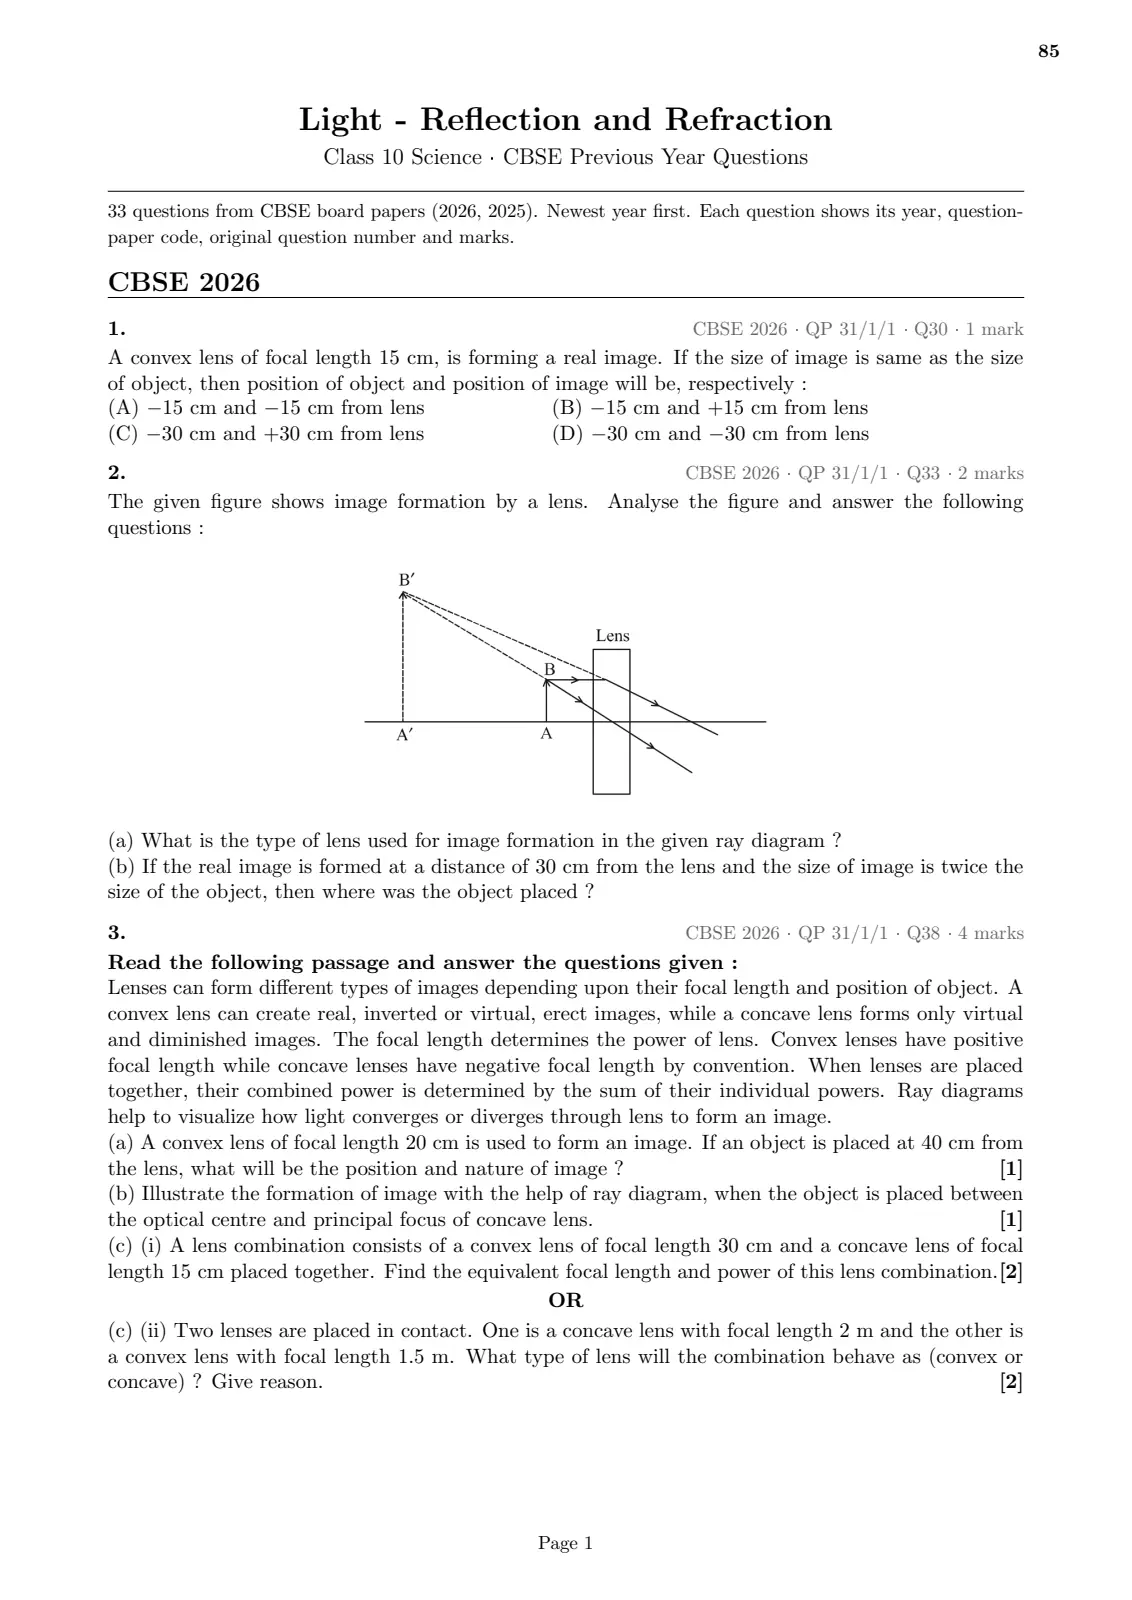 85
Light - Reflection and Refraction
Class 10 Science · CBSE Previous Year Questions
33 questions from CBSE board papers (2026, 2025). Newest year first. Each question shows its year, question-
paper code, original question number and marks.
CBSE 2026
1. CBSE 2026 · QP 31/1/1 · Q30 · 1 mark
A convex lens of focal length 15 cm, is forming a real image. If the size of image is same as the size
of object, then position of object and position of image will be, respectively :
(A) −15 cm and −15 cm from lens (B) −15 cm and +15 cm from lens
(C) −30 cm and +30 cm from lens (D) −30 cm and −30 cm from lens
2. CBSE 2026 · QP 31/1/1 · Q33 · 2 marks
The given figure shows image formation by a lens. Analyse the figure and answer the following
questions :
B′
Lens
B
A′ A
(a) What is the type of lens used for image formation in the given ray diagram ?
(b) If the real image is formed at a distance of 30 cm from the lens and the size of image is twice the
size of the object, then where was the object placed ?
3. CBSE 2026 · QP 31/1/1 · Q38 · 4 marks
Read the following passage and answer the questions given :
Lenses can form different types of images depending upon their focal length and position of object. A
convex lens can create real, inverted or virtual, erect images, while a concave lens forms only virtual
and diminished images. The focal length determines the power of lens. Convex lenses have positive
focal length while concave lenses have negative focal length by convention. When lenses are placed
together, their combined power is determined by the sum of their individual powers. Ray diagrams
help to visualize how light converges or diverges through lens to form an image.
(a) A convex lens of focal length 20 cm is used to form an image. If an object is placed at 40 cm from
the lens, what will be the position and nature of image ? [1]
(b) Illustrate the formation of image with the help of ray diagram, when the object is placed between
the optical centre and principal focus of concave lens. [1]
(c) (i) A lens combination consists of a convex lens of focal length 30 cm and a concave lens of focal
length 15 cm placed together. Find the equivalent focal length and power of this lens combination.[2]
OR
(c) (ii) Two lenses are placed in contact. One is a concave lens with focal length 2 m and the other is
a convex lens with focal length 1.5 m. What type of lens will the combination behave as (convex or
concave) ? Give reason. [2]
Page 1